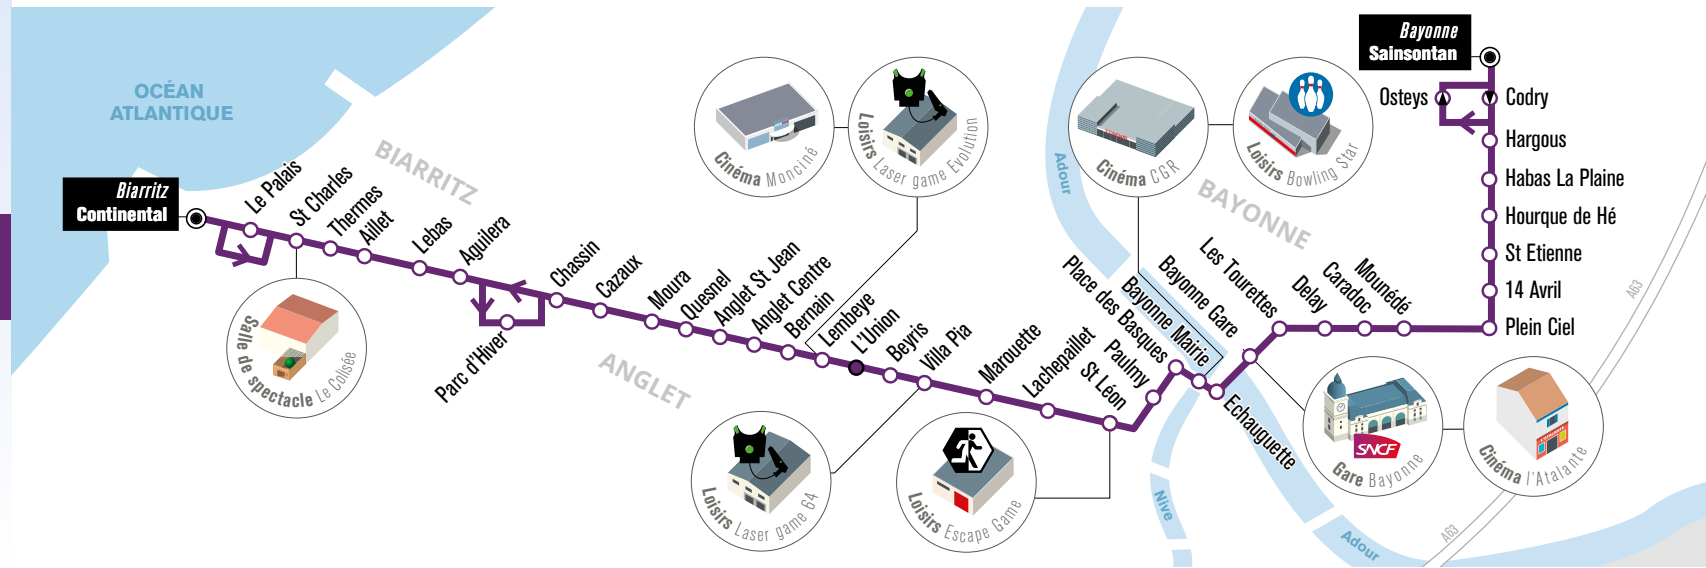 OCÉAN
ATLANTIQUE
BIARRITZ
ANGLET
BAYONNE
Biarritz
Continental
Le Palais
St Charles
Thermes
Aillet
Lebas
Aguilera
Parc d'Hiver
Chassin
Cazaux
Moura
Quesnel
Anglet St Jean
Anglet Centre
Bernain
Lembeye
L'Union
Beyris
Villa Pia
Marouette
Lachepaillet
St Léon
Paulmy
Place des Basques
Bayonne Mairie
Echauguette
Bayonne Gare
Les Tourettes
Delay
Caradoc
Mounédé
Plein Ciel
14 Avril
St Etienne
Hourque de Hé
Habas La Plaine
Hargous
Codry
Osteys
Bayonne
Sainsontan
Salle de spectacle Le Colisée
Cinéma Monciné
Loisirs Laser game Evolution
Loisirs Laser game 64
Loisirs Escape Game
Cinéma CGR
Loisirs Bowling Star
SNCF
Gare Bayonne
L'ATALANTE
Cinéma l'Atalante
Adour
Nive
Adour
A63
A63